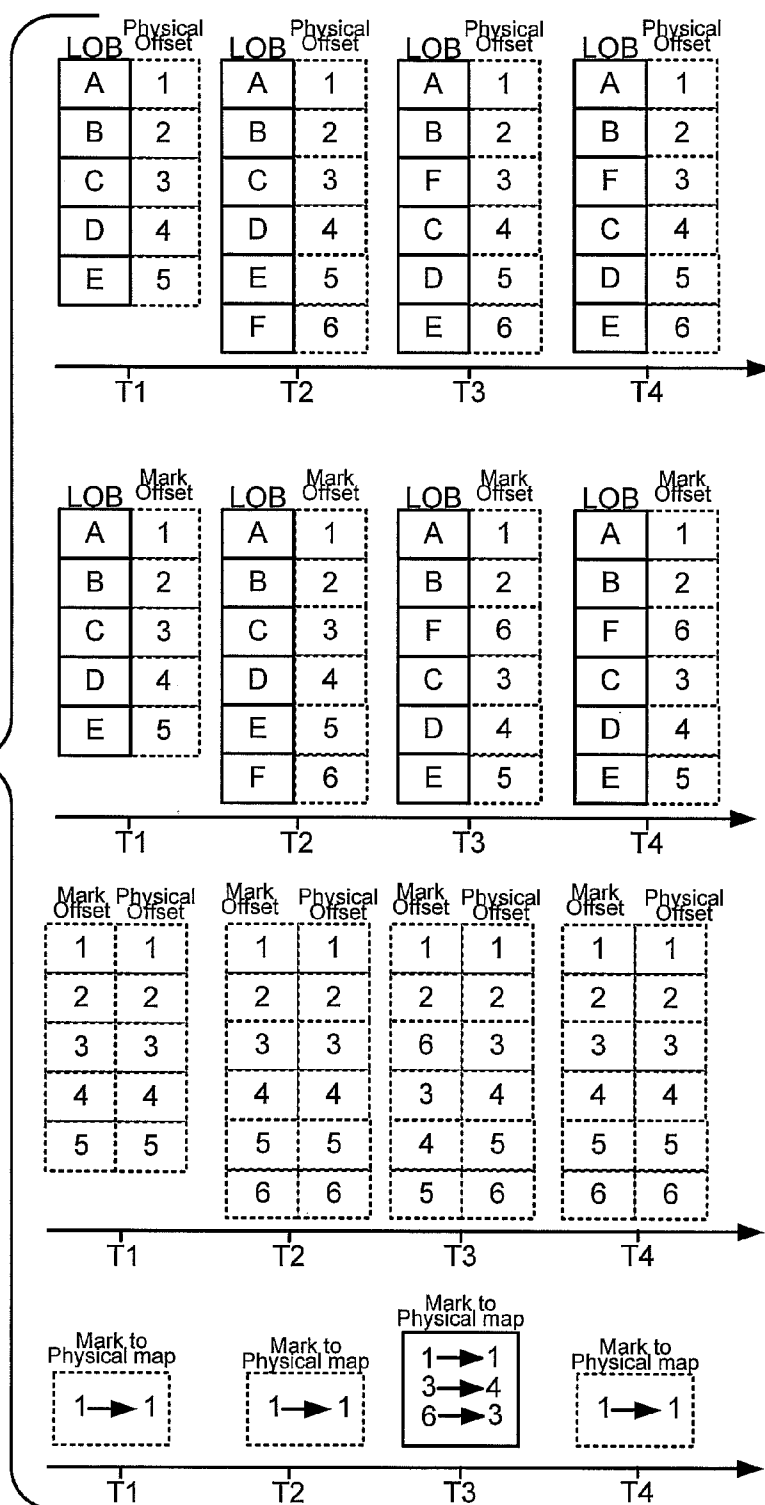 Physical Offset Physical Offset Physical Offset Physical Offset
LOB LOB LOB LOB
A 1 A 1 A 1 A 1
B 2 B 2 B 2 B 2
C 3 C 3 F 3 F 3
D 4 D 4 C 4 C 4
E 5 E 5 D 5 D 5
F 6 E 6 E 6
T1 T2 T3 T4
Mark Offset Mark Offset Mark Offset Mark Offset
LOB LOB LOB LOB
A 1 A 1 A 1 A 1
B 2 B 2 B 2 B 2
C 3 C 3 F 6 F 6
D 4 D 4 C 3 C 3
E 5 E 5 D 4 D 4
F 6 E 5 E 5
T1 T2 T3 T4
Mark Physical Mark Physical Mark Physical Mark Physical
Offset Offset Offset Offset Offset Offset Offset Offset
1 1 1 1 1 1 1 1
2 2 2 2 2 2 2 2
3 3 3 3 6 3 3 3
4 4 4 4 3 4 4 4
5 5 5 5 4 5 5 5
6 6 5 6 6 6
T1 T2 T3 T4
Mark to Mark to Mark to Mark to
Physical map Physical map Physical map Physical map
1 → 1 1 → 1 1 → 1 1 → 1
3 → 4
6 → 3
T1 T2 T3 T4